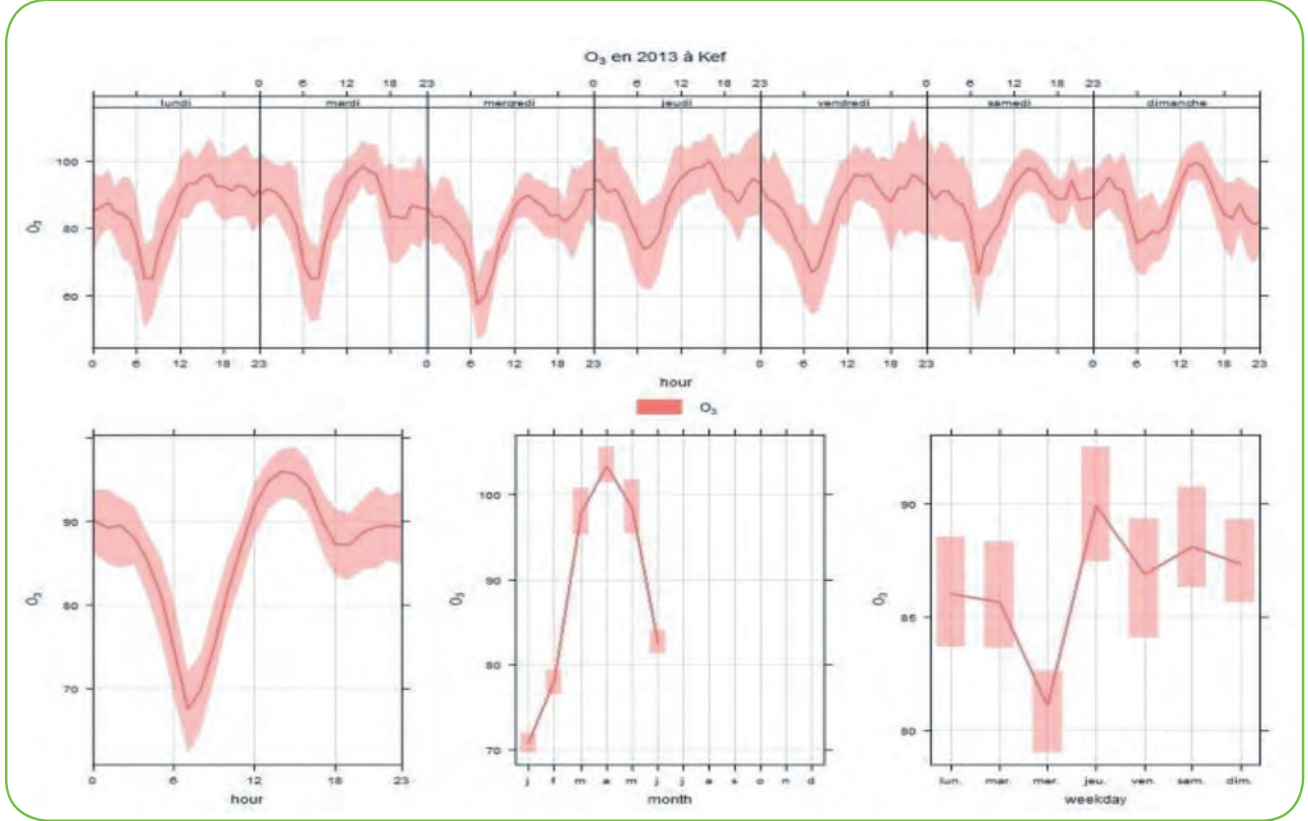 O₃ en 2013 à Kef
0 6 12 18 23 0 6 12 18 23 0 6 12 18 23
lundi mardi mercredi jeudi vendredi samedi dimanche
100
80
60
O₃
0 6 12 18 23 0 6 12 18 23 0 6 12 18 23 0 6 12 18 23
hour
O₃
90
80
70
O₃
0 6 12 18 23
hour
100
90
80
70
O₃
j f m a m j j a s o n d
month
90
85
80
O₃
lun. mar. mer. jeu. ven. sam. dim.
weekday